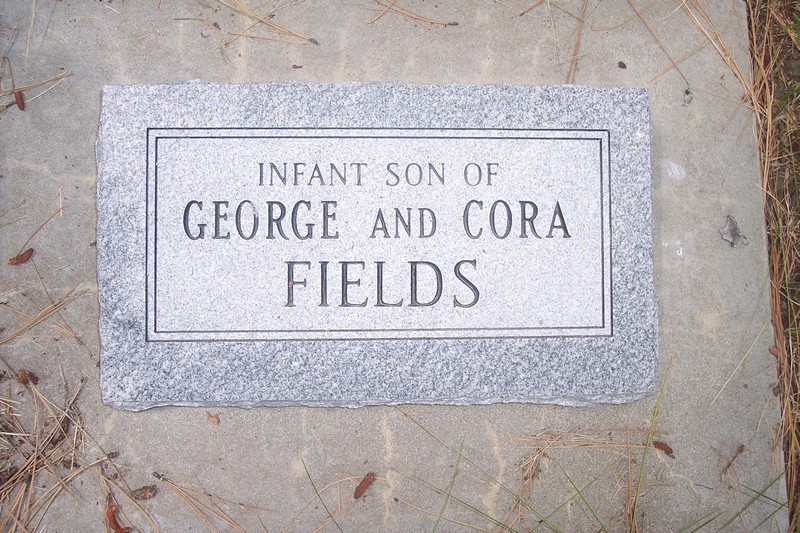 INFANT SON OF
GEORGE AND CORA
FIELDS